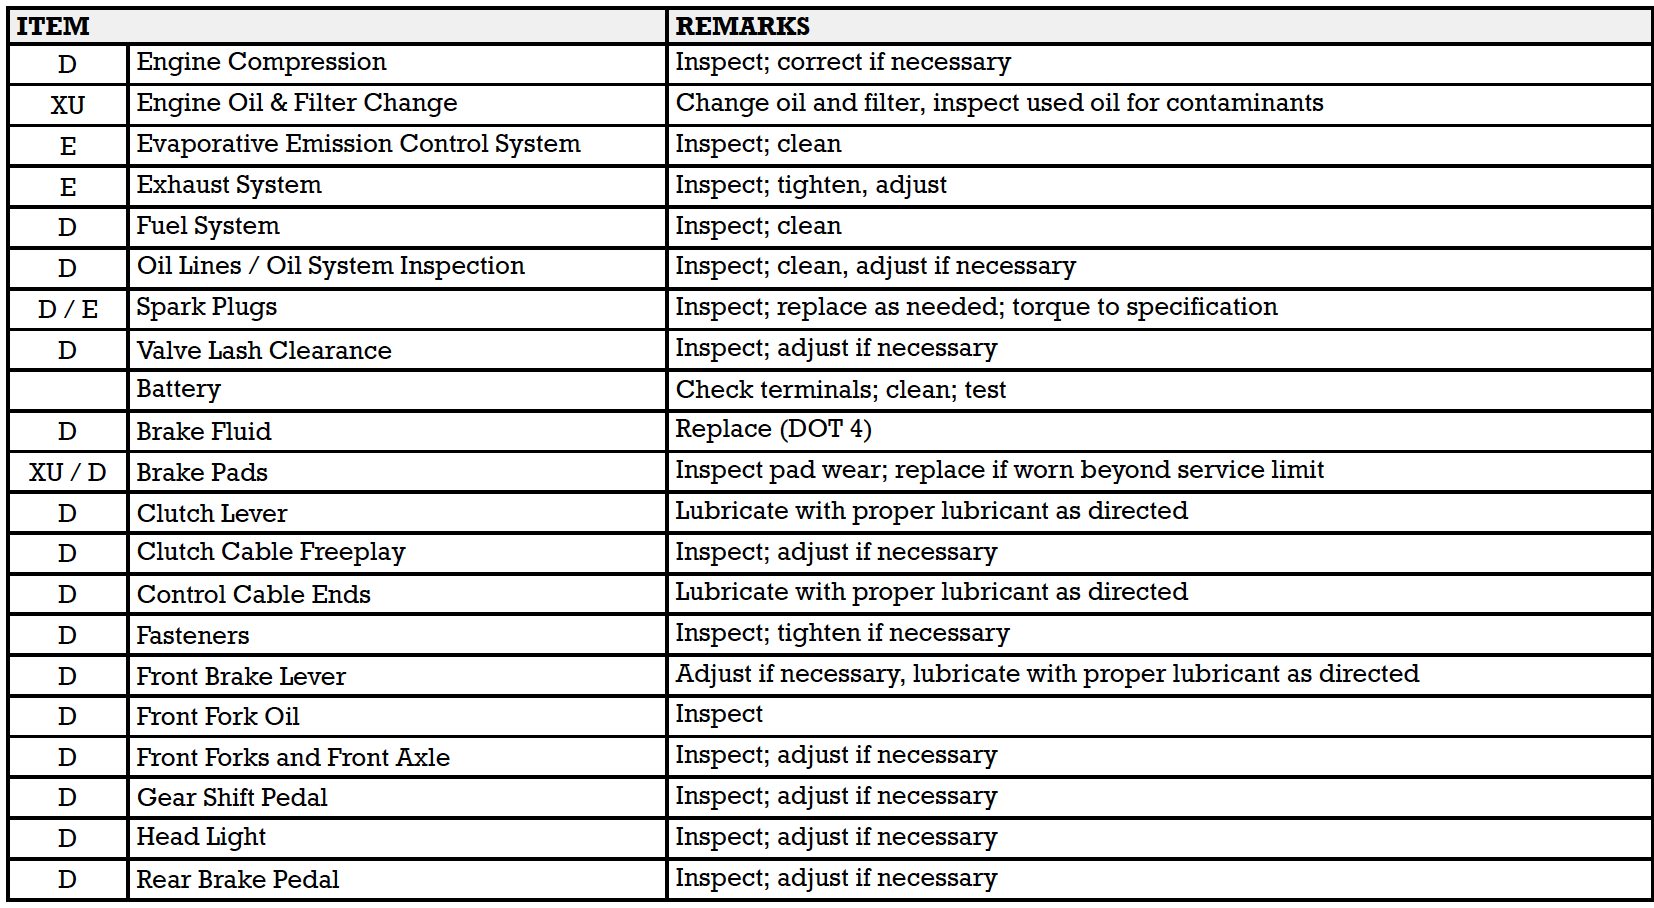 ITEM REMARKS
D Engine Compression Inspect; correct if necessary
XU Engine Oil & Filter Change Change oil and filter, inspect used oil for contaminants
E Evaporative Emission Control System Inspect; clean
E Exhaust System Inspect; tighten, adjust
D Fuel System Inspect; clean
D Oil Lines / Oil System Inspection Inspect; clean, adjust if necessary
D / E Spark Plugs Inspect; replace as needed; torque to specification
D Valve Lash Clearance Inspect; adjust if necessary
Battery Check terminals; clean; test
D Brake Fluid Replace (DOT 4)
XU / D Brake Pads Inspect pad wear; replace if worn beyond service limit
D Clutch Lever Lubricate with proper lubricant as directed
D Clutch Cable Freeplay Inspect; adjust if necessary
D Control Cable Ends Lubricate with proper lubricant as directed
D Fasteners Inspect; tighten if necessary
D Front Brake Lever Adjust if necessary, lubricate with proper lubricant as directed
D Front Fork Oil Inspect
D Front Forks and Front Axle Inspect; adjust if necessary
D Gear Shift Pedal Inspect; adjust if necessary
D Head Light Inspect; adjust if necessary
D Rear Brake Pedal Inspect; adjust if necessary